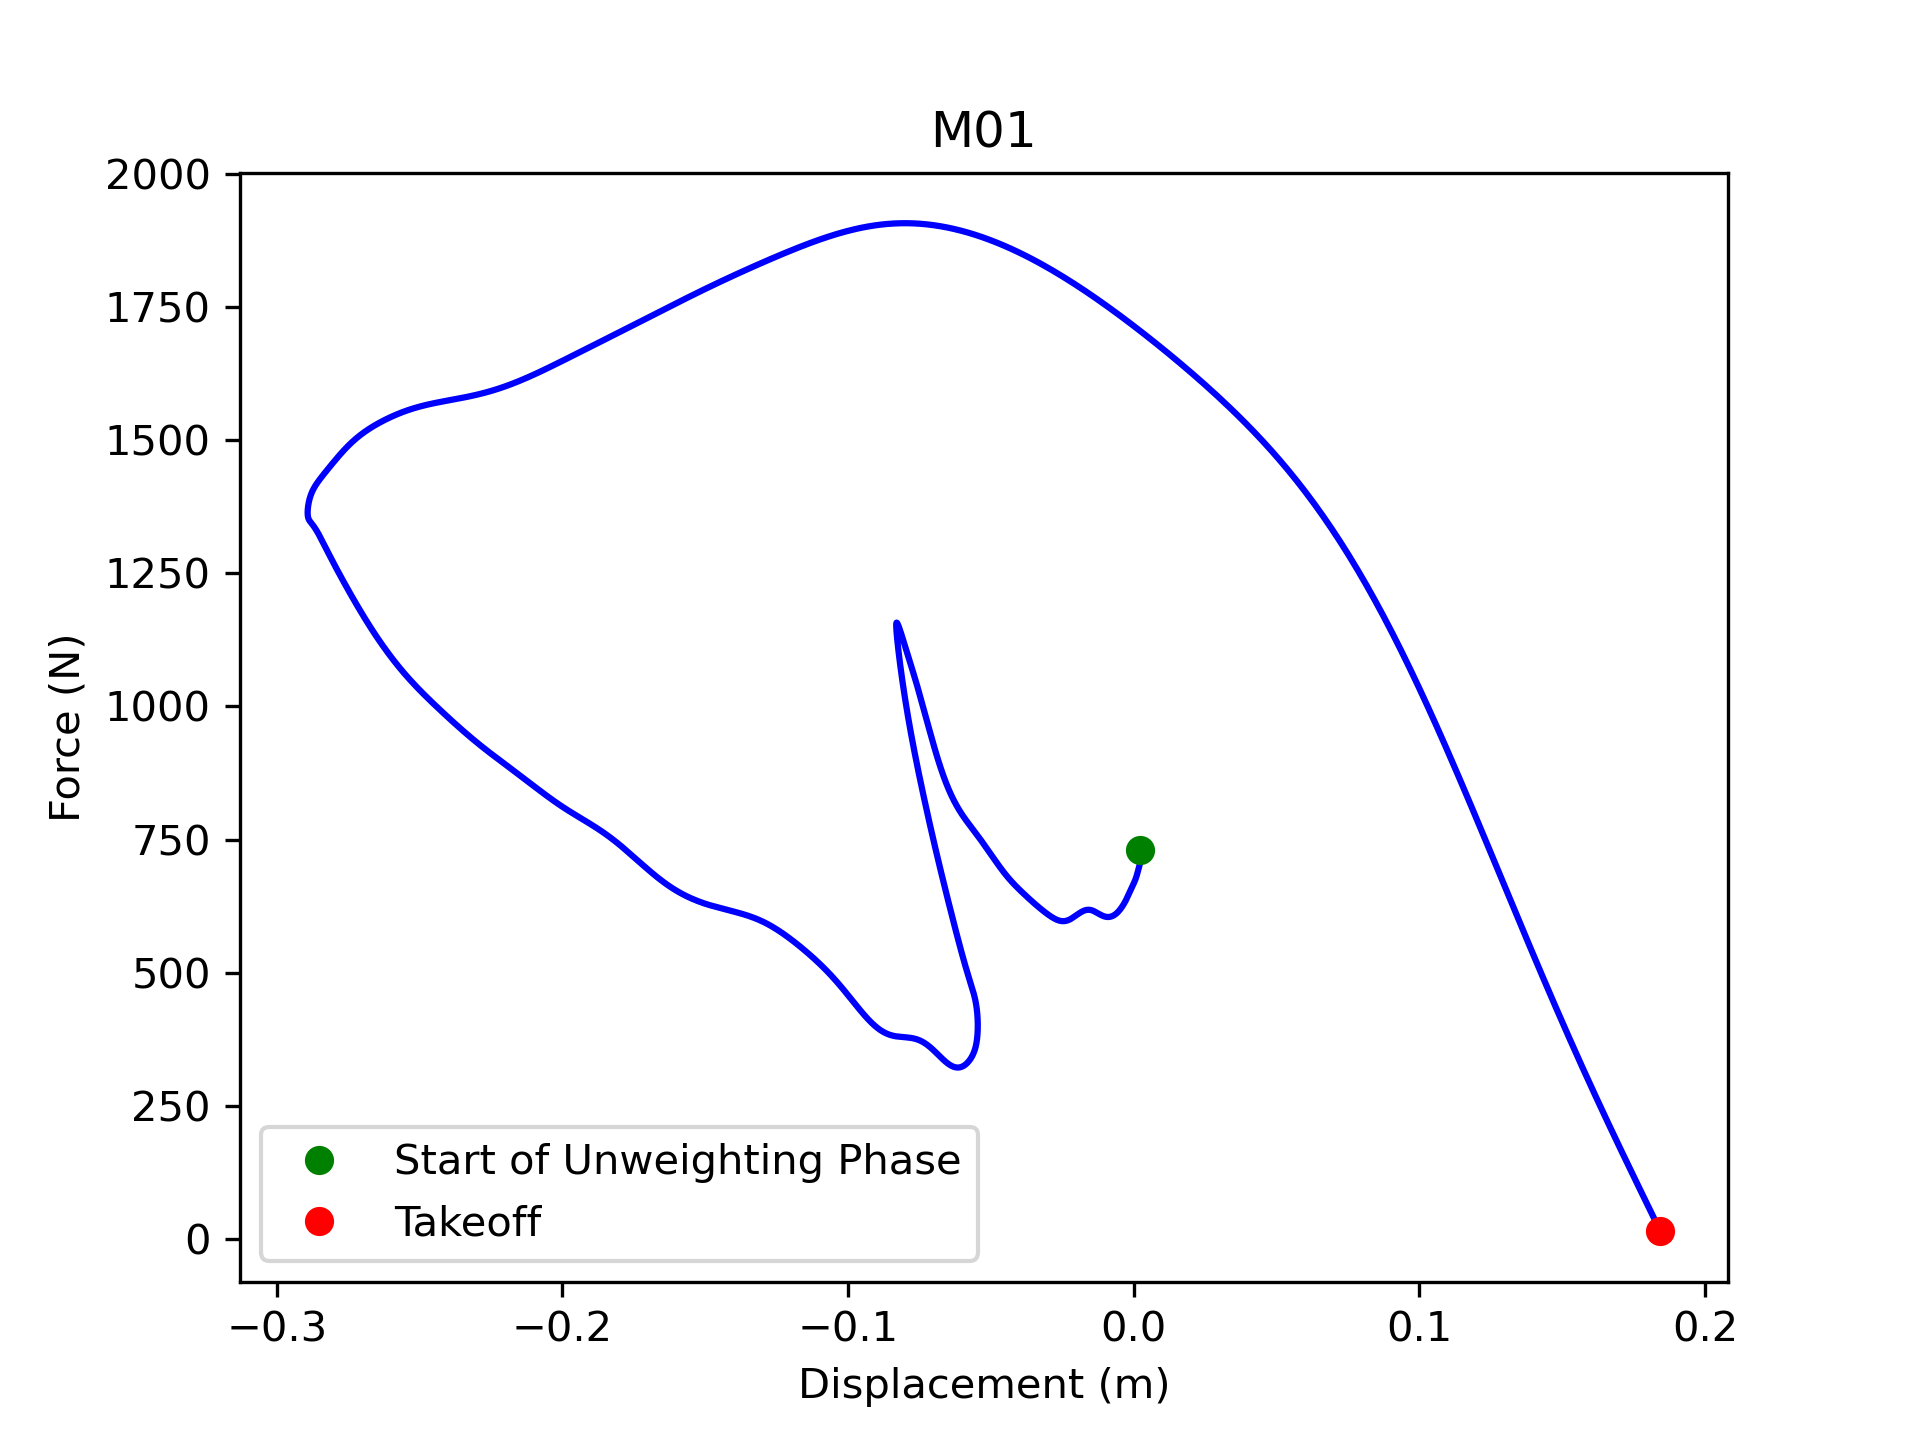 M01
2000
1750
1500
1250
1000
750
500
250
0
Force (N)
Start of Unweighting Phase
Takeoff
−0.3 −0.2 −0.1 0.0 0.1 0.2
Displacement (m)